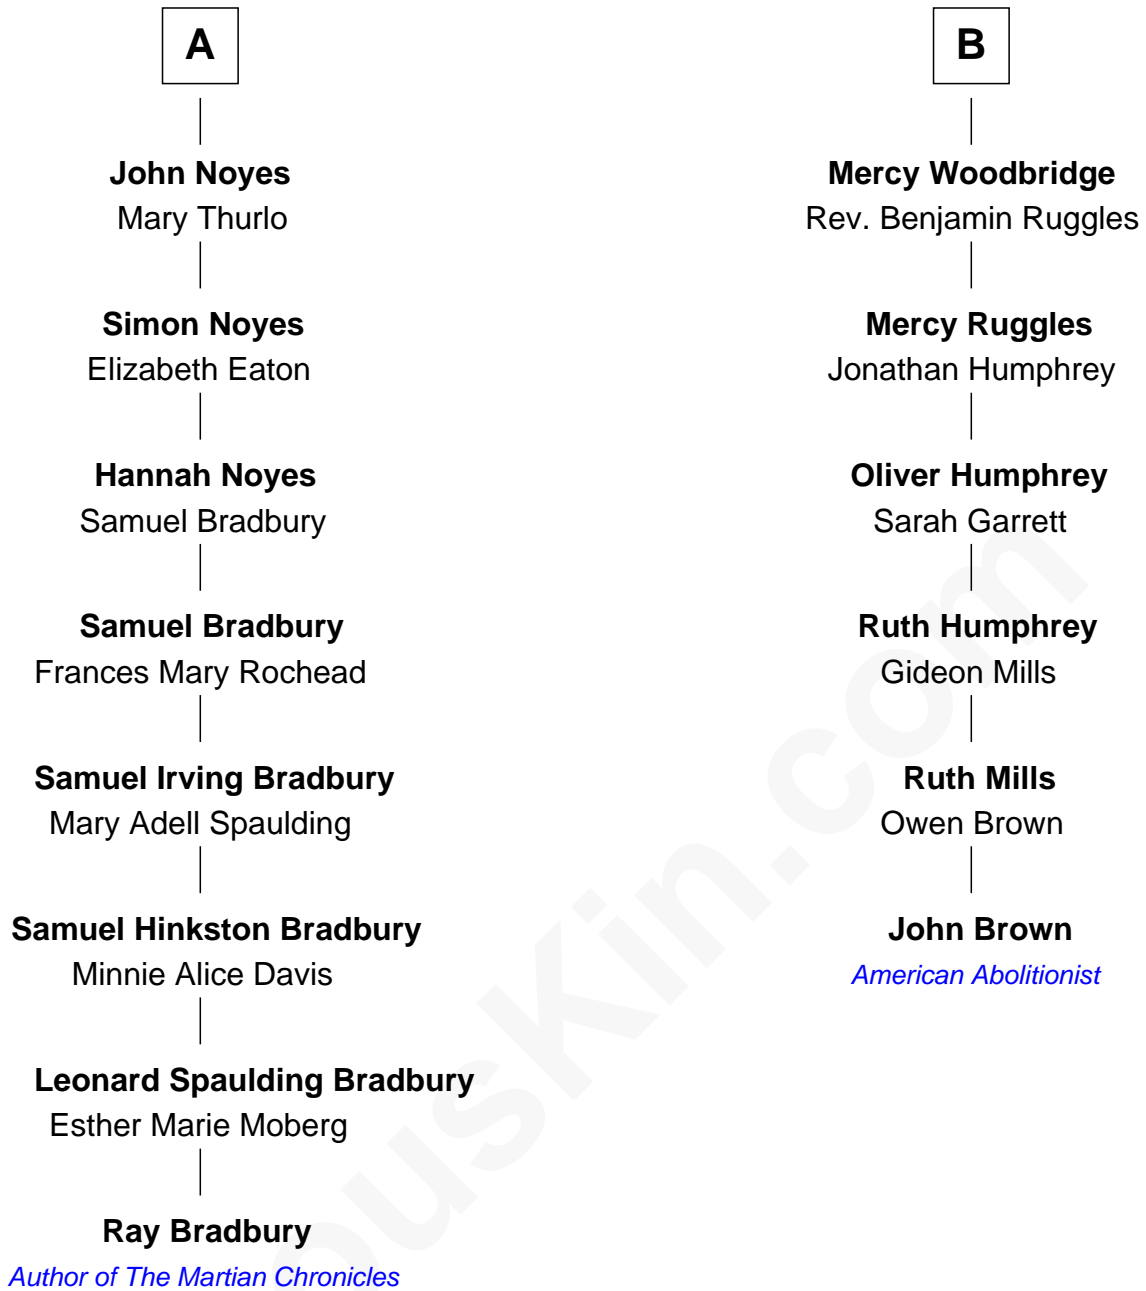 A
John Noyes
Mary Thurlo
Simon Noyes
Elizabeth Eaton
Hannah Noyes
Samuel Bradbury
Samuel Bradbury
Frances Mary Rochead
Samuel Irving Bradbury
Mary Adell Spaulding
Samuel Hinkston Bradbury
Minnie Alice Davis
Leonard Spaulding Bradbury
Esther Marie Moberg
Ray Bradbury
Author of The Martian Chronicles
B
Mercy Woodbridge
Rev. Benjamin Ruggles
Mercy Ruggles
Jonathan Humphrey
Oliver Humphrey
Sarah Garrett
Ruth Humphrey
Gideon Mills
Ruth Mills
Owen Brown
John Brown
American Abolitionist
ousKin.com